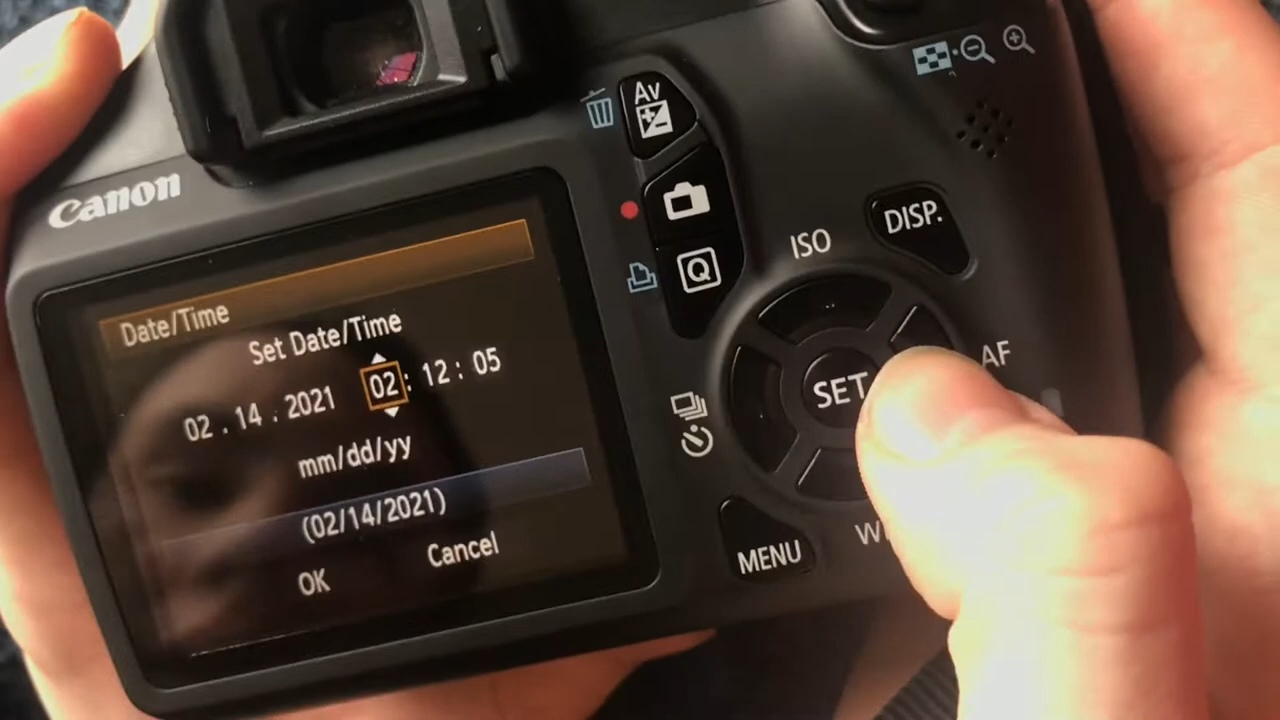 Canon
Date/Time
Set Date/Time
02 . 14 . 2021 02 : 12 : 05
mm/dd/yy
(02/14/2021)
OK Cancel
Av
Q
DISP.
ISO
AF
SET
MENU